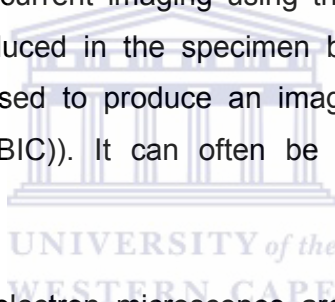 current imaging using th
duced in the specimen b
sed to produce an imag
BIC)). It can often be
UNIVERSITY of the
WESTERN CAPE
electron microscopes are